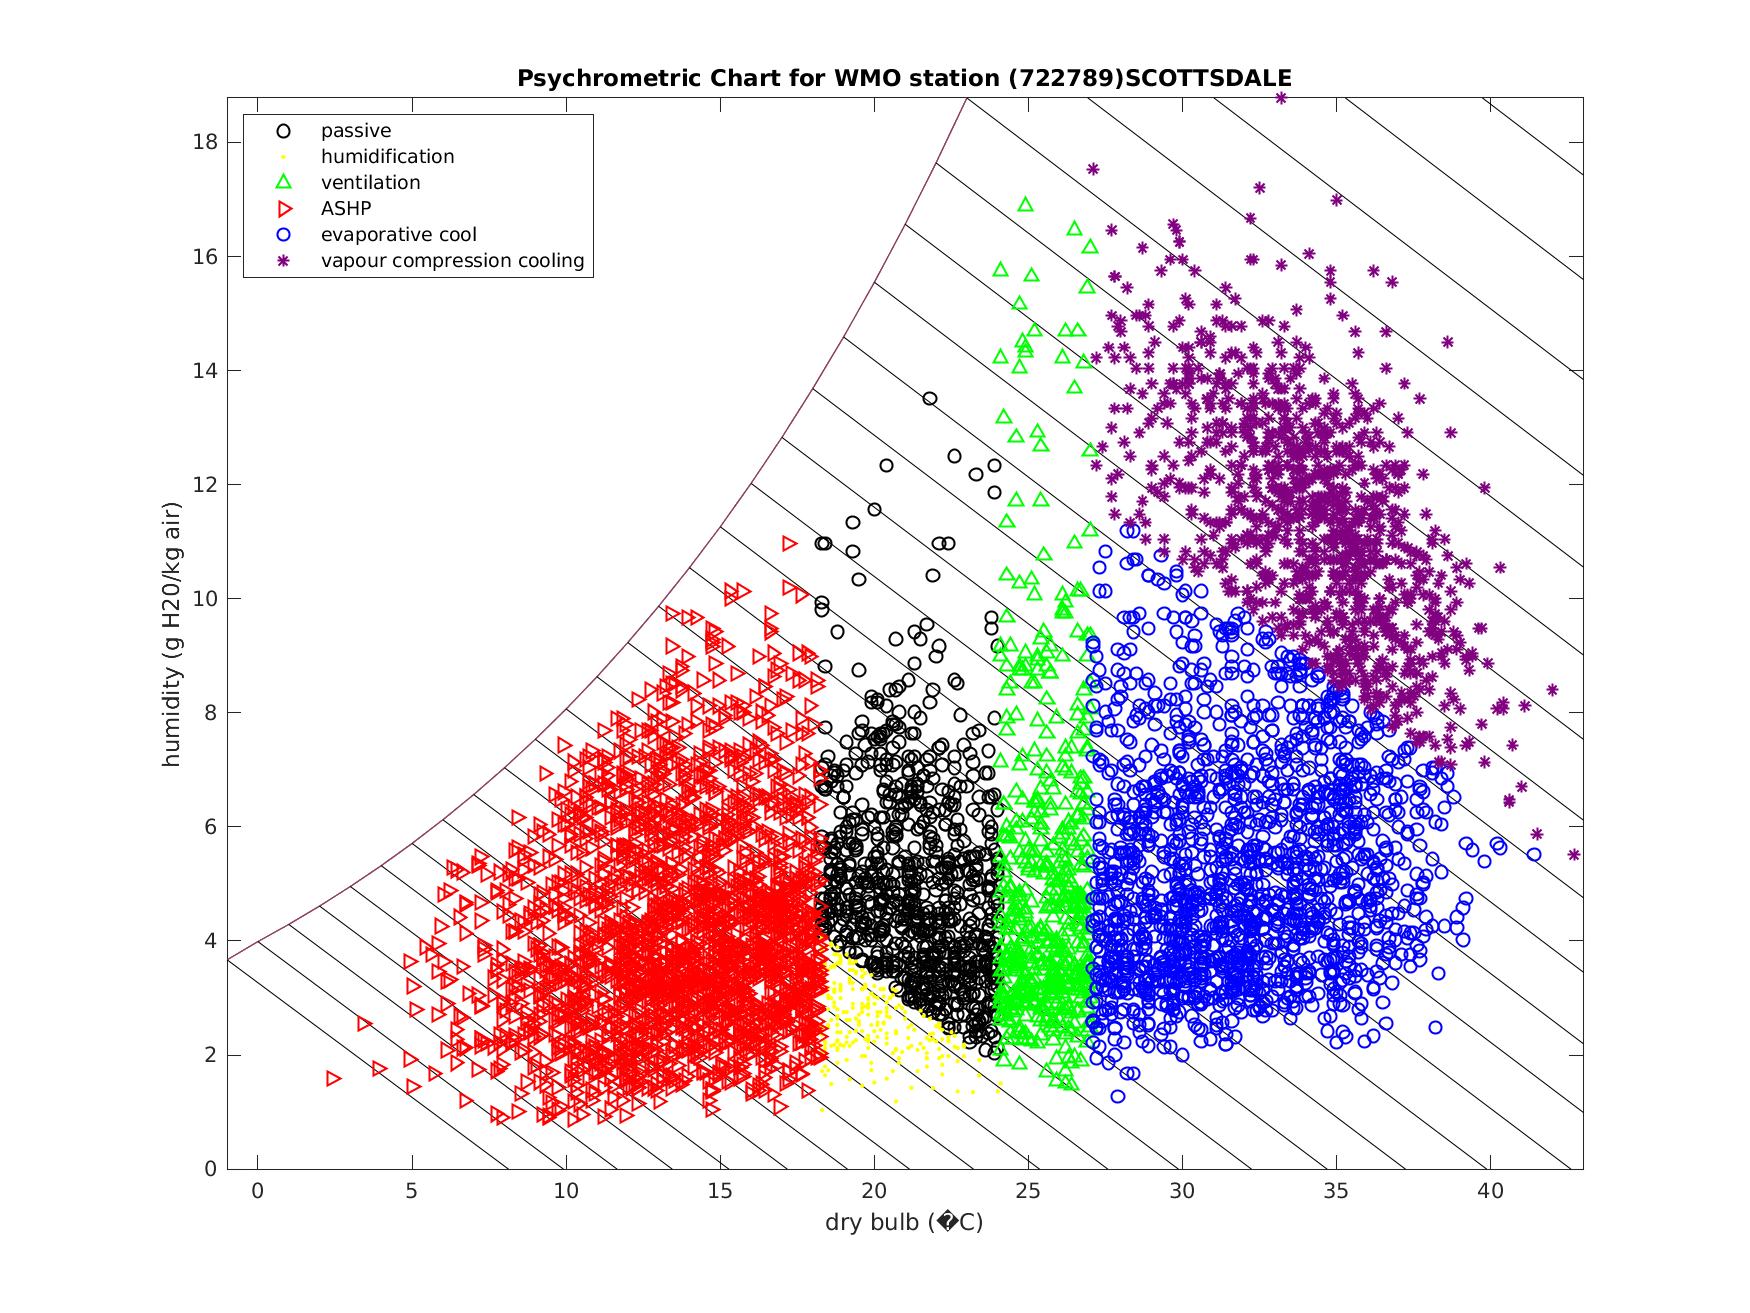 Psychrometric Chart for WMO station (722789)SCOTTSDALE
passive
humidification
ventilation
ASHP
evaporative cool
vapour compression cooling
18
16
14
12
10
8
6
4
2
0
humidity (g H20/kg air)
0 5 10 15 20 25 30 35 40
dry bulb (�C)